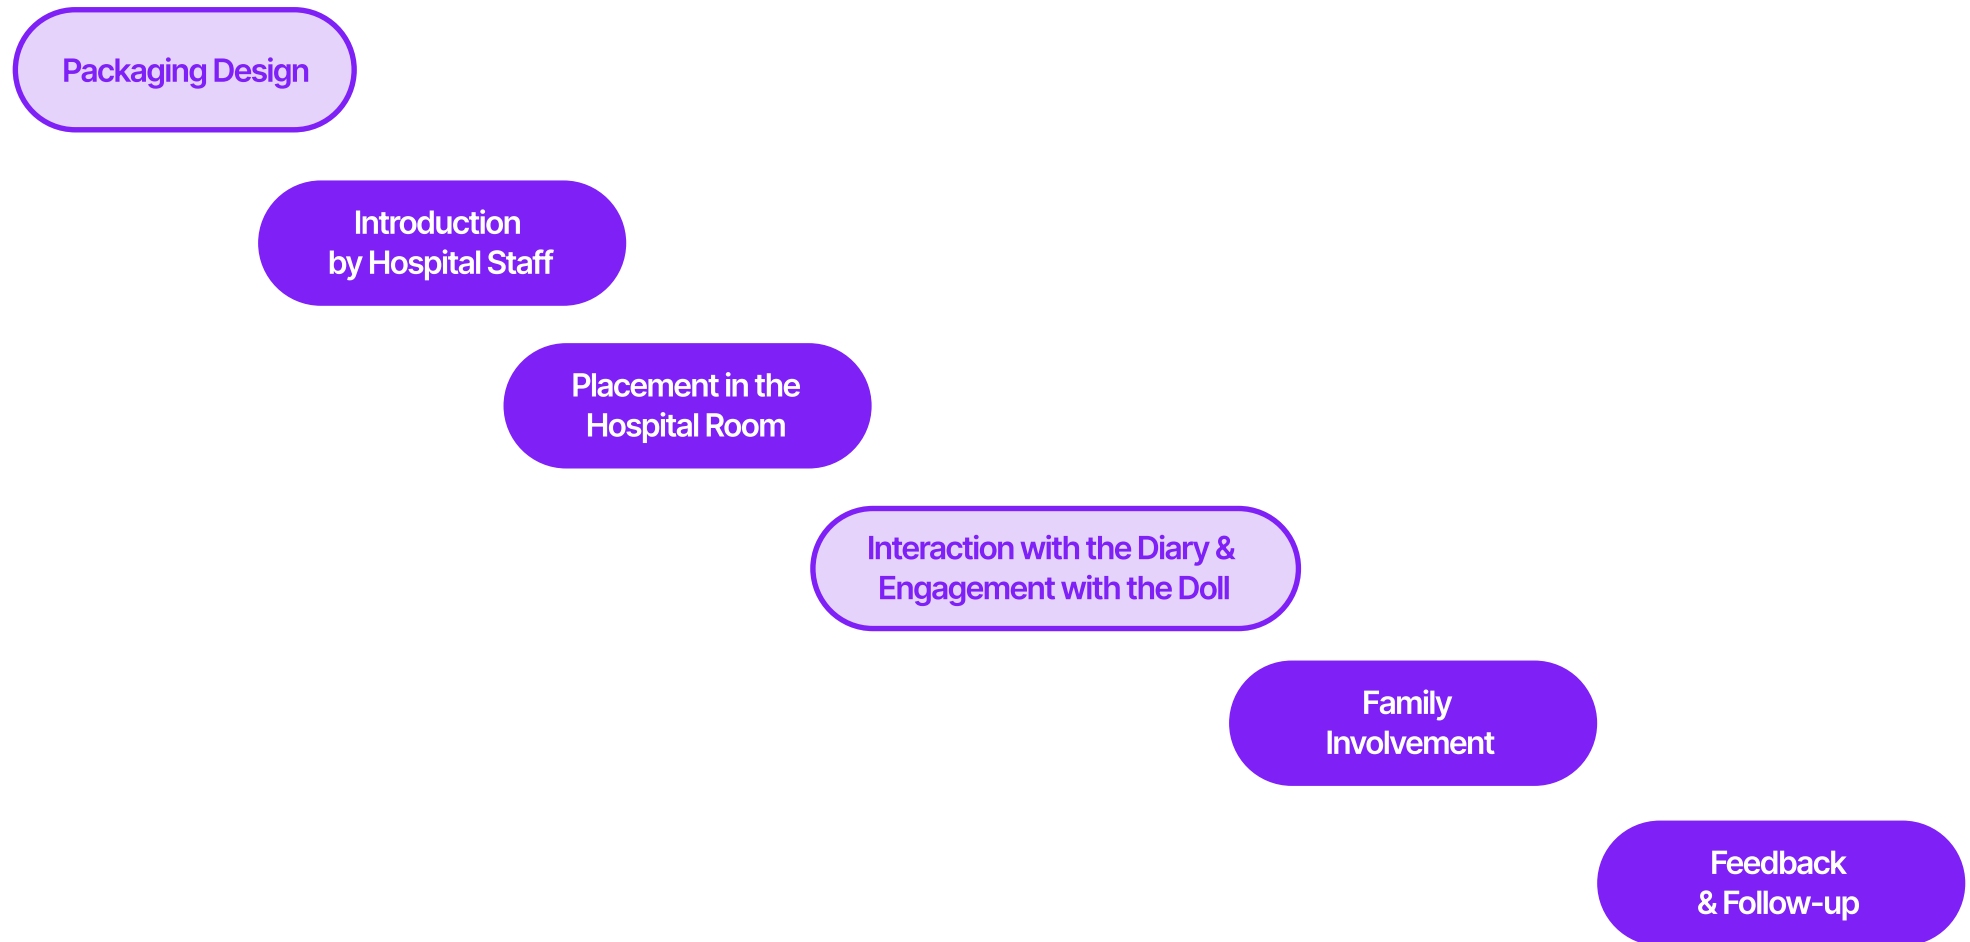 Packaging Design
Introduction
by Hospital Staff
Placement in the
Hospital Room
Interaction with the Diary &
Engagement with the Doll
Family
Involvement
Feedback
& Follow-up